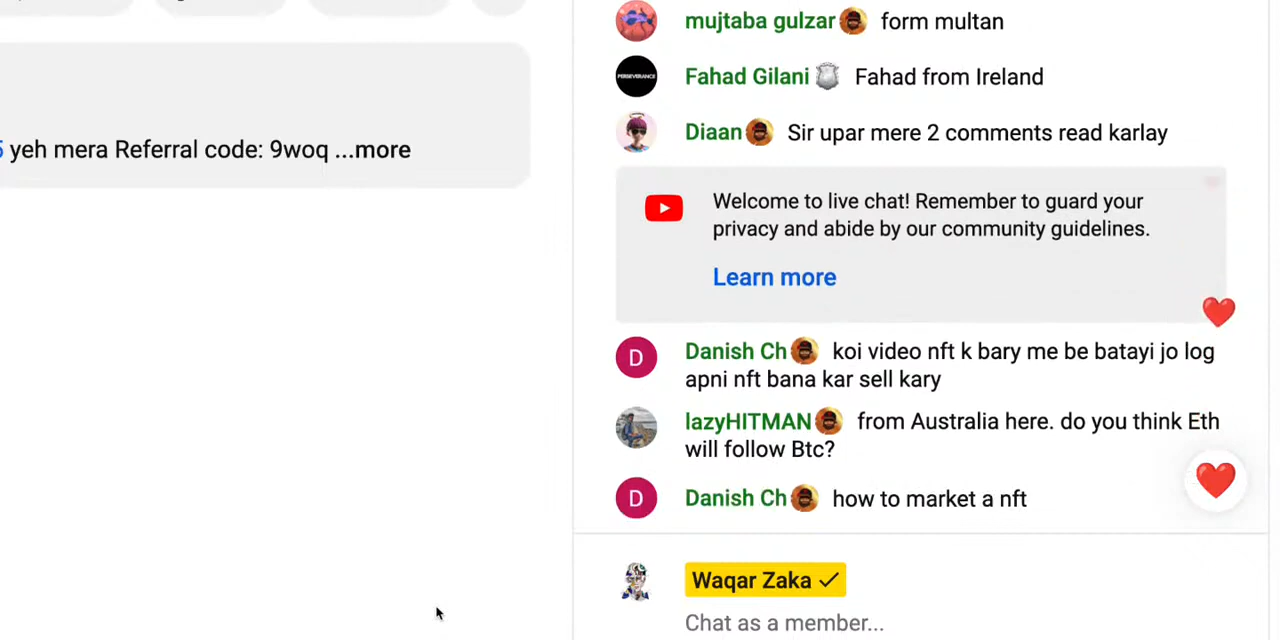 yeh mera Referral code: 9woq ...more
mujtaba gulzar form multan
PERSEVERANCE
Fahad Gilani Fahad from Ireland
Diaan Sir upar mere 2 comments read karlay
Welcome to live chat! Remember to guard your
privacy and abide by our community guidelines.
Learn more
D
Danish Ch koi video nft k bary me be batayi jo log
apni nft bana kar sell kary
lazyHITMAN from Australia here. do you think Eth
will follow Btc?
D
Danish Ch how to market a nft
Waqar Zaka
Chat as a member...